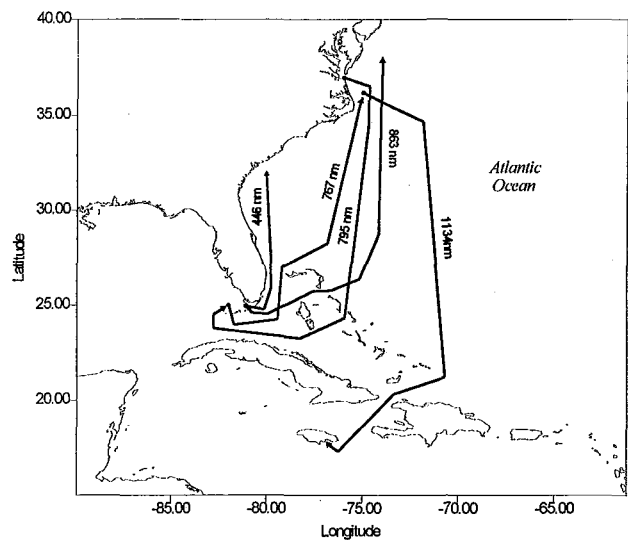 40.00
35.00
30.00
25.00
20.00
Latitude
446 nm
767 nm
795 nm
863 nm
1134nm
Atlantic
Ocean
-85.00
-80.00
-75.00
-70.00
-65.00
Longitude